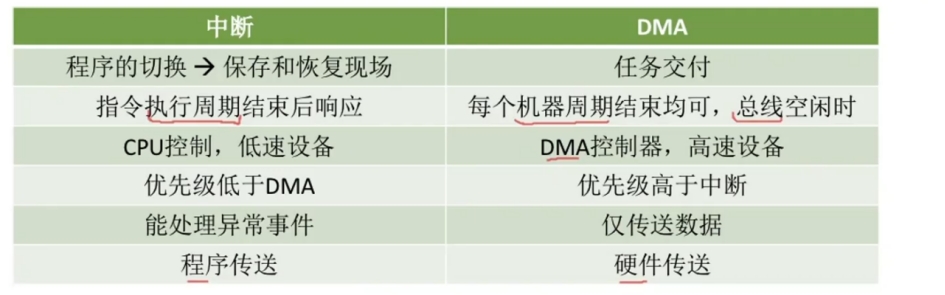 中断 DMA
程序的切换 → 保存和恢复现场 任务交付
指令执行周期结束后响应 每个机器周期结束均可，总线空闲时
CPU控制，低速设备 DMA控制器，高速设备
优先级低于DMA 优先级高于中断
能处理异常事件 仅传送数据
程序传送 硬件传送